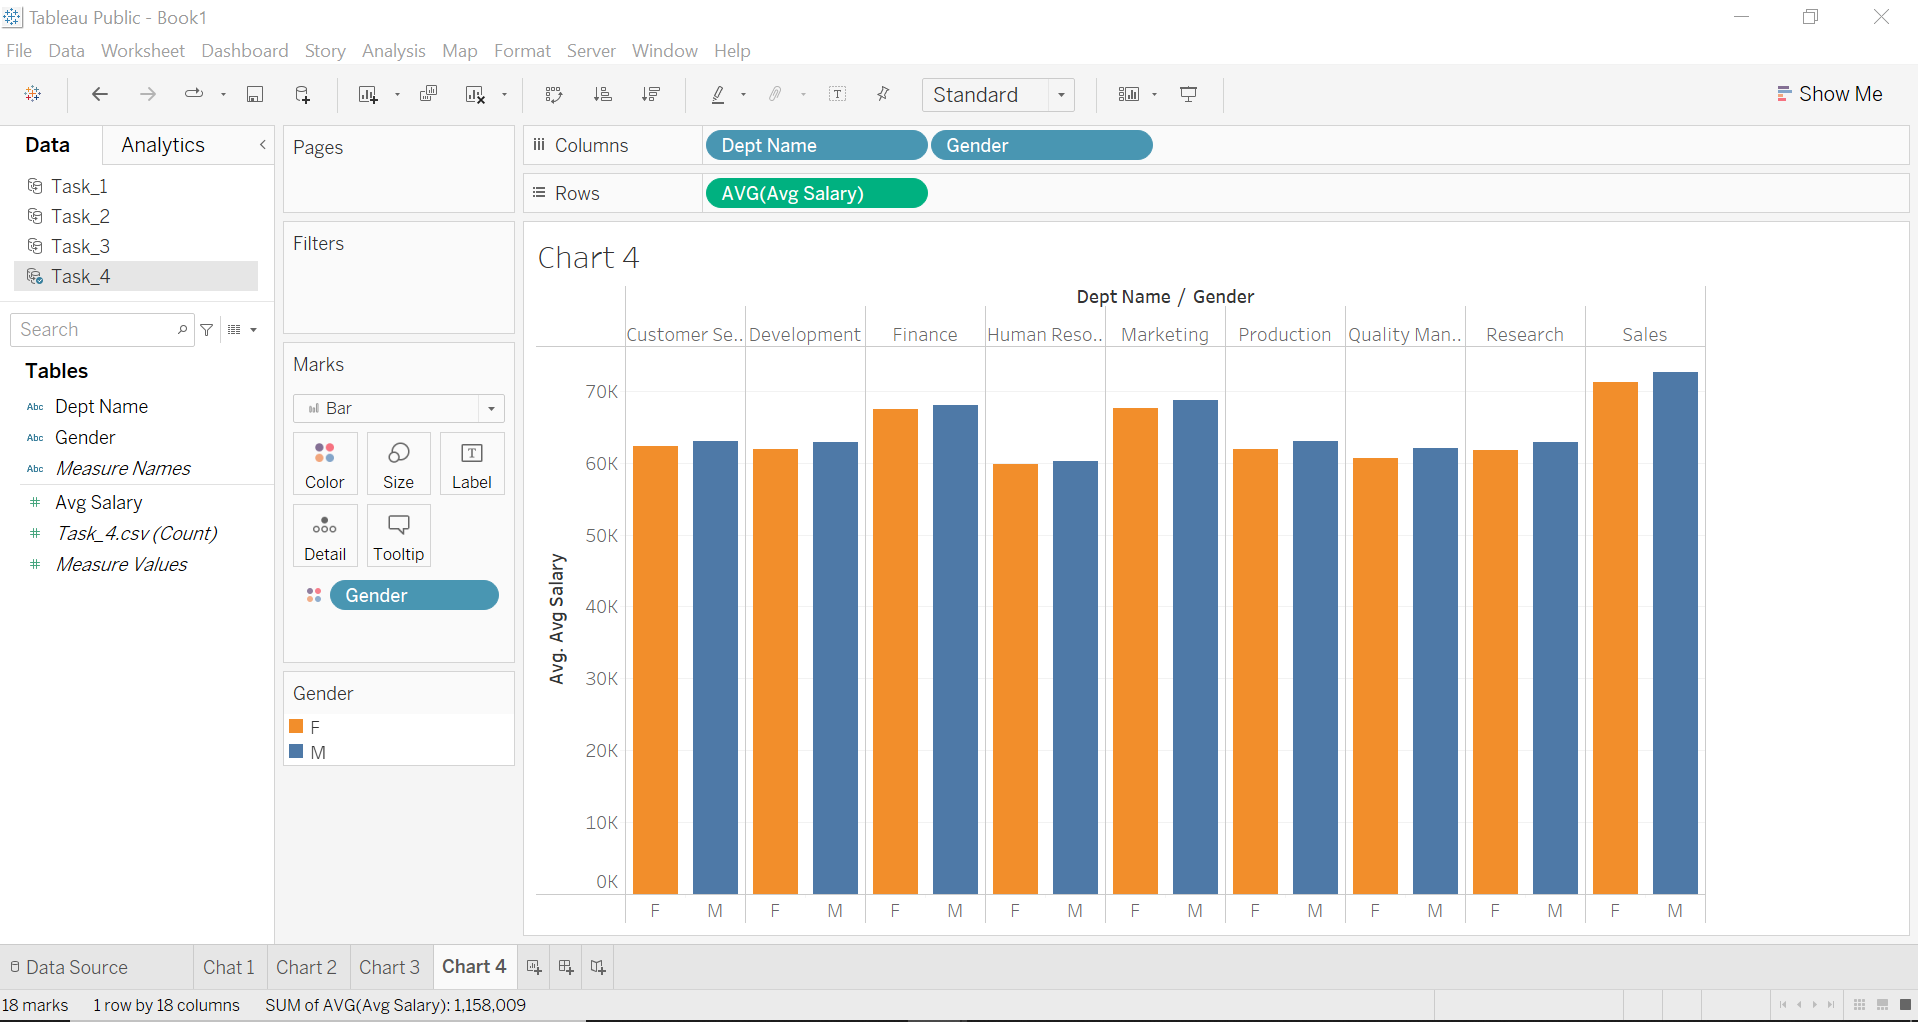 Tableau Public - Book1
File Data Worksheet Dashboard Story Analysis Map Format Server Window Help
Standard
Show Me
Data Analytics
Task_1
Task_2
Task_3
Task_4
Search
Tables
Abc Dept Name
Abc Gender
Abc Measure Names
# Avg Salary
# Task_4.csv (Count)
# Measure Values
Pages
Filters
Marks
Bar
Color Size Label
Detail Tooltip
Gender
Gender
F
M
Columns Dept Name Gender
Rows AVG(Avg Salary)
Chart 4
Dept Name / Gender
Customer Se.. Development Finance Human Reso.. Marketing Production Quality Man.. Research Sales
Avg. Avg Salary
70K
60K
50K
40K
30K
20K
10K
0K
F M F M F M F M F M F M F M F M F M
Data Source Chat 1 Chart 2 Chart 3 Chart 4
18 marks 1 row by 18 columns SUM of AVG(Avg Salary): 1,158,009